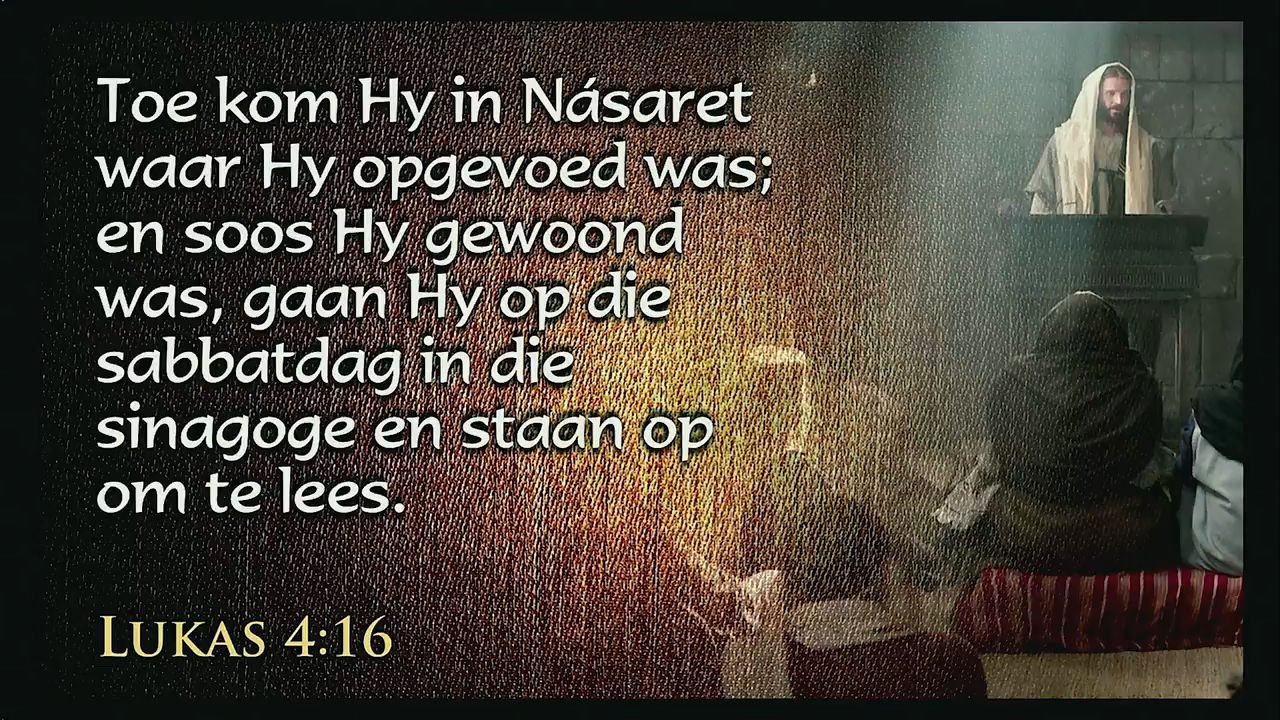 Toe kom Hy in Násaret
waar Hy opgevoed was;
en soos Hy gewoond
was, gaan Hy op die
sabbatdag in die
sinagoge en staan op
om te lees.
Lukas 4:16